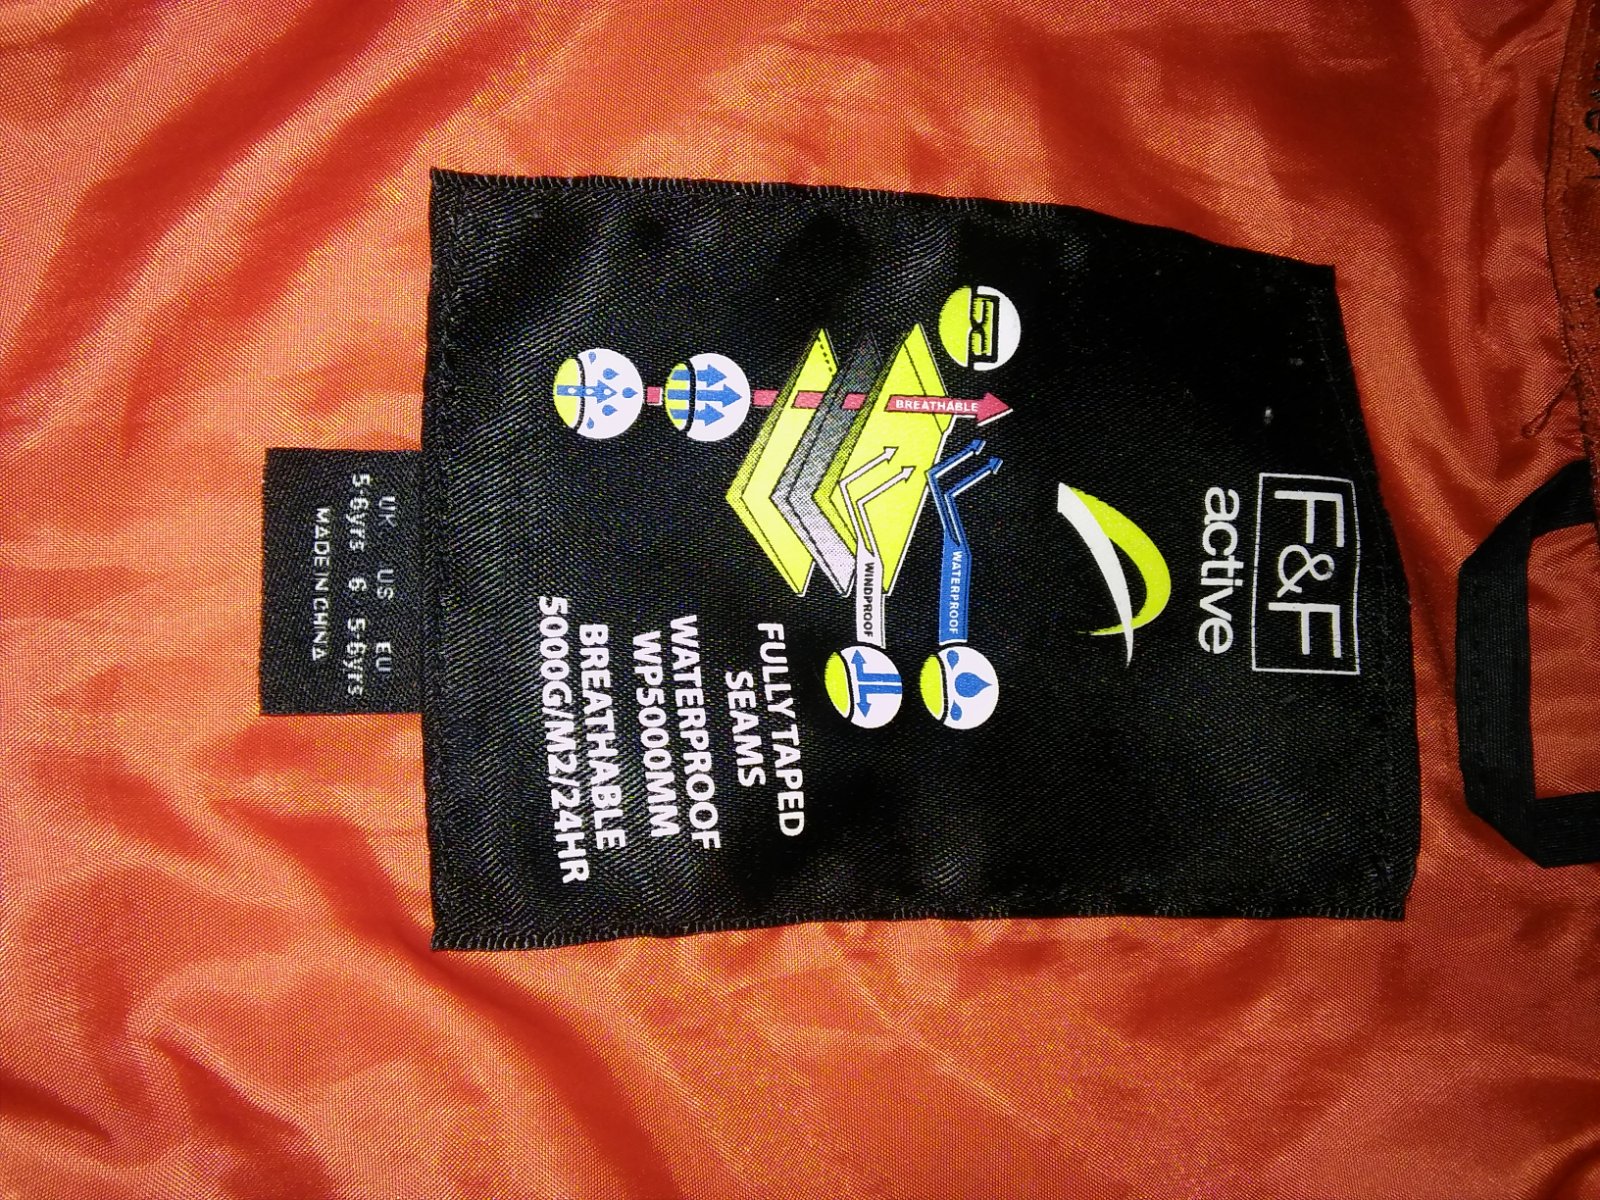 F&F
active
BREATHABLE
WATERPROOF
WINDPROOF
FULLY TAPED
SEAMS
WATERPROOF
WP5000MM
BREATHABLE
5000G/M2/24HR
UK US EU
5-6yrs 6 5-6yrs
MADE IN CHINA